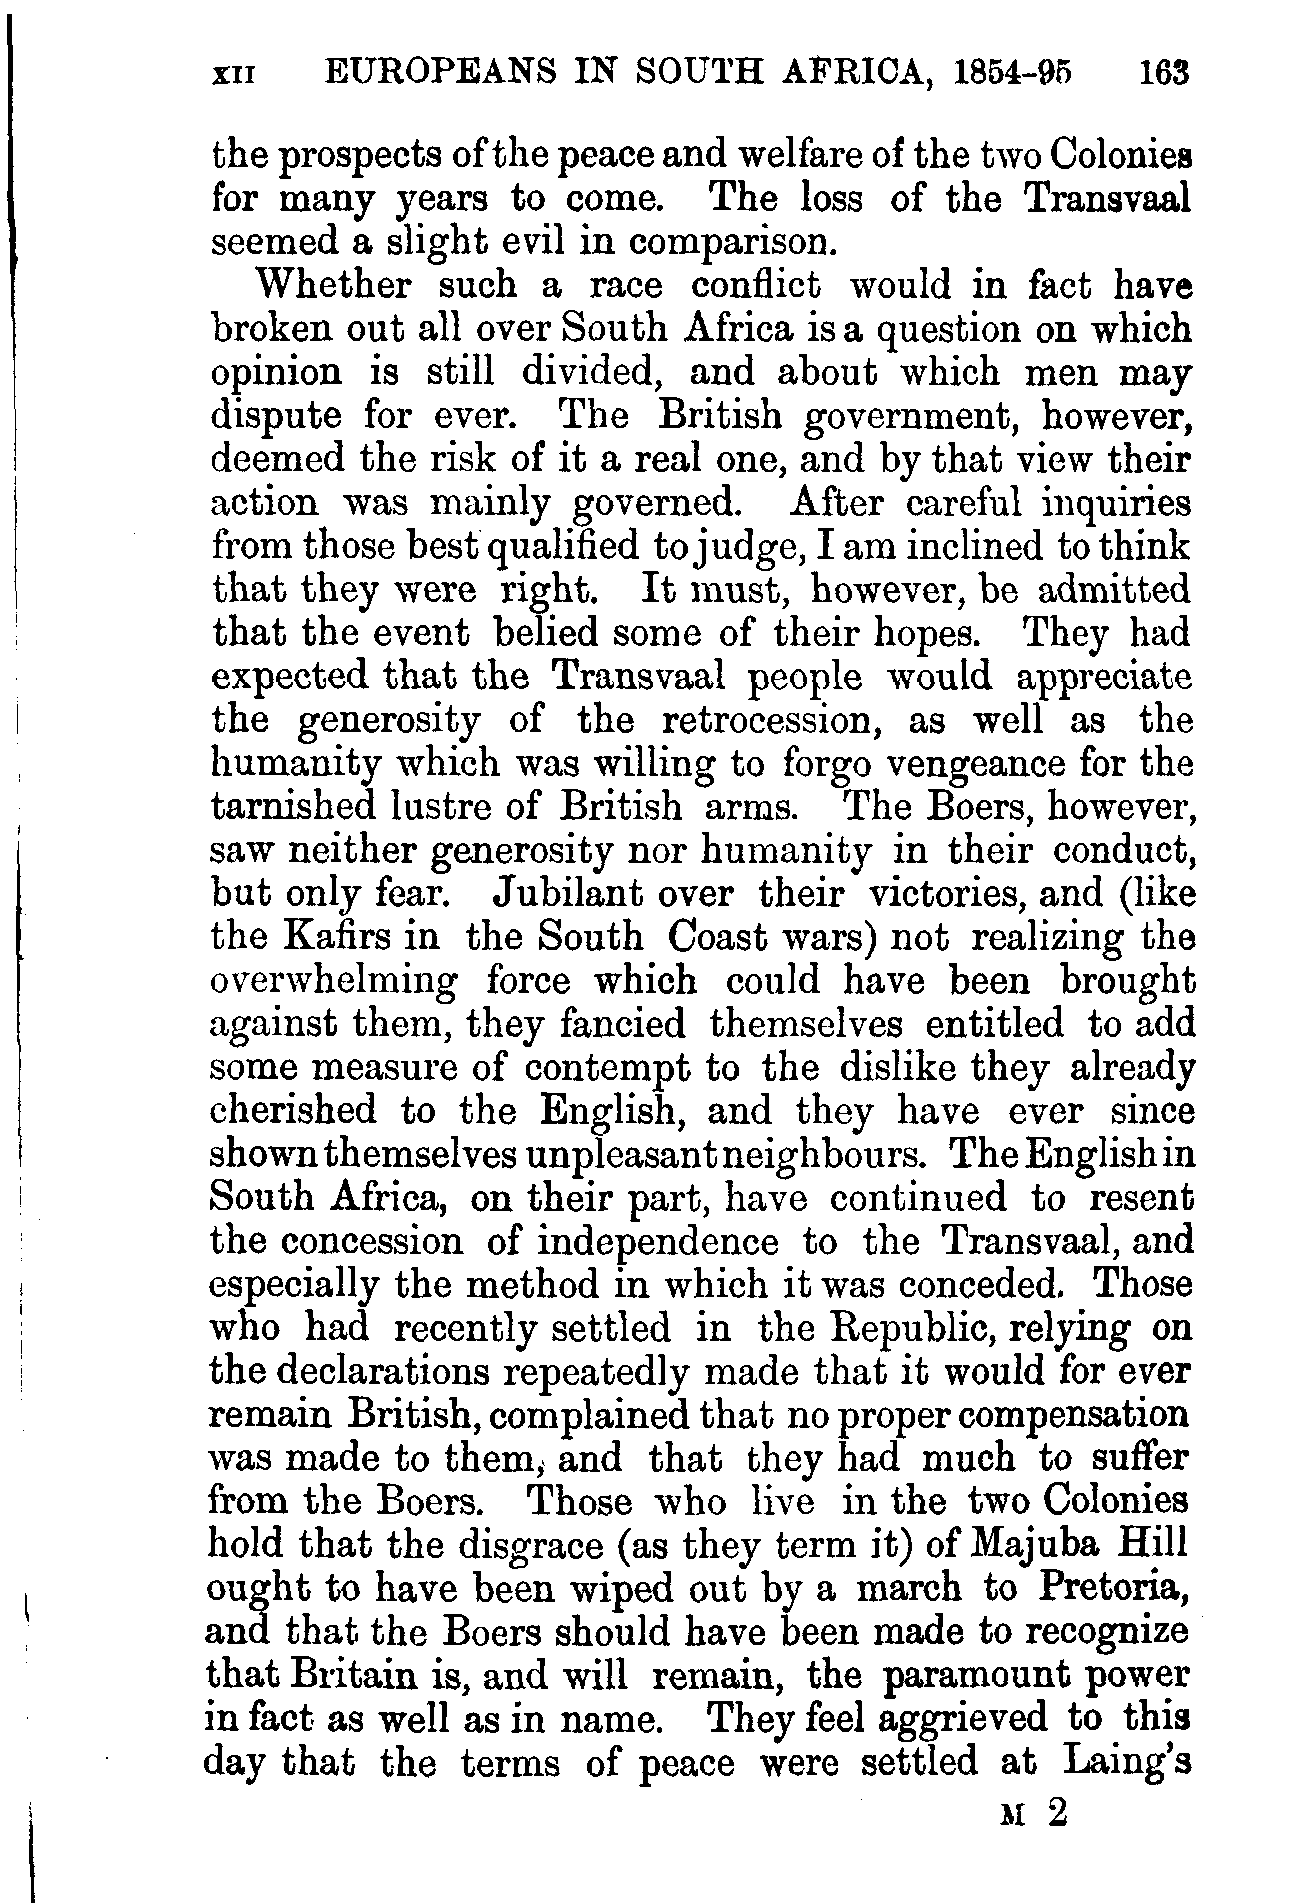 XII EUROPEANS IN SOUTH AFRICA, 1854-95 163
the prospects of the peace and welfare of the two Colonies
for many years to come. The loss of the Transvaal
seemed a slight evil in comparison.
Whether such a race conflict would in fact have
broken out all over South Africa is a question on which
opinion is still divided, and about which men may
dispute for ever. The British government, however,
deemed the risk of it a real one, and by that view their
action was mainly governed. After careful inquiries
from those best qualified to judge, I am inclined to think
that they were right. It must, however, be admitted
that the event belied some of their hopes. They had
expected that the Transvaal people would appreciate
the generosity of the retrocession, as well as the
humanity which was willing to forgo vengeance for the
tarnished lustre of British arms. The Boers, however,
saw neither generosity nor humanity in their conduct,
but only fear. Jubilant over their victories, and (like
the Kafirs in the South Coast wars) not realizing the
overwhelming force which could have been brought
against them, they fancied themselves entitled to add
some measure of contempt to the dislike they already
cherished to the English, and they have ever since
shown themselves unpleasant neighbours. The English in
South Africa, on their part, have continued to resent
the concession of independence to the Transvaal, and
especially the method in which it was conceded. Those
who had recently settled in the Republic, relying on
the declarations repeatedly made that it would for ever
remain British, complained that no proper compensation
was made to them, and that they had much to suffer
from the Boers. Those who live in the two Colonies
hold that the disgrace (as they term it) of Majuba Hill
ought to have been wiped out by a march to Pretoria,
and that the Boers should have been made to recognize
that Britain is, and will remain, the paramount power
in fact as well as in name. They feel aggrieved to this
day that the terms of peace were settled at Laing's
M 2